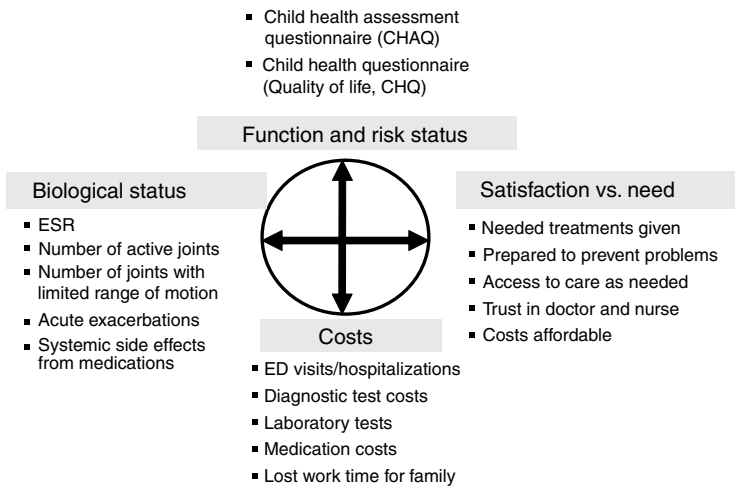 ▪ Child health assessment
questionnaire (CHAQ)
▪ Child health questionnaire
(Quality of life, CHQ)
Function and risk status
Biological status
▪ ESR
▪ Number of active joints
▪ Number of joints with
limited range of motion
▪ Acute exacerbations
▪ Systemic side effects
from medications
Satisfaction vs. need
▪ Needed treatments given
▪ Prepared to prevent problems
▪ Access to care as needed
▪ Trust in doctor and nurse
▪ Costs affordable
Costs
▪ ED visits/hospitalizations
▪ Diagnostic test costs
▪ Laboratory tests
▪ Medication costs
▪ Lost work time for family